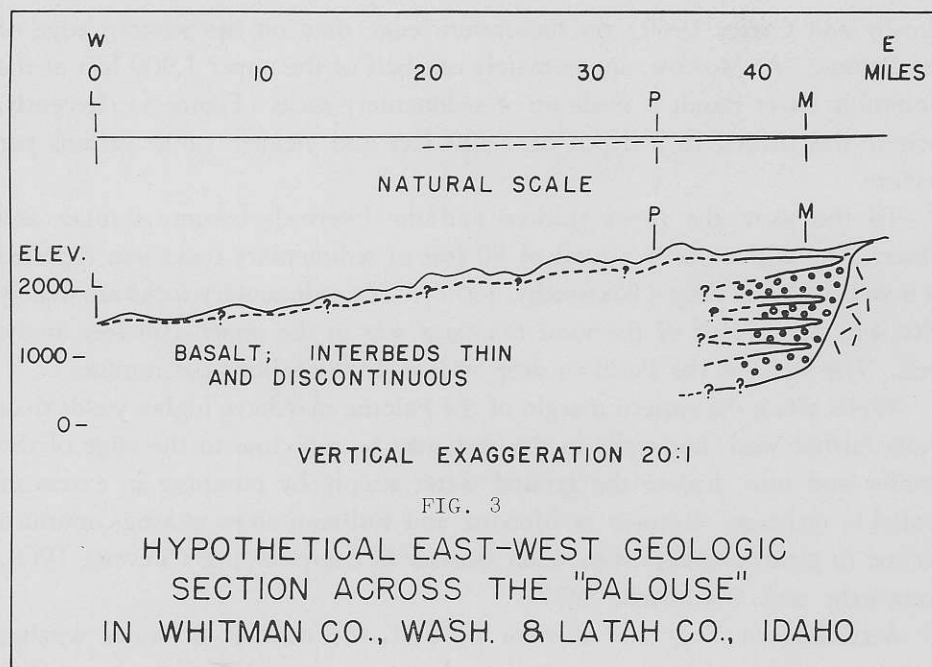 W
E
0 10 20 30 40 MILES
L P M
NATURAL SCALE
P M
ELEV.
2000
1000
0
? ? ? ? ? ? ? ?
? ? ? ?
BASALT; INTERBEDS THIN
AND DISCONTINUOUS
VERTICAL EXAGGERATION 20:1
FIG. 3
HYPOTHETICAL EAST-WEST GEOLOGIC
SECTION ACROSS THE "PALOUSE"
IN WHITMAN CO., WASH. & LATAH CO., IDAHO